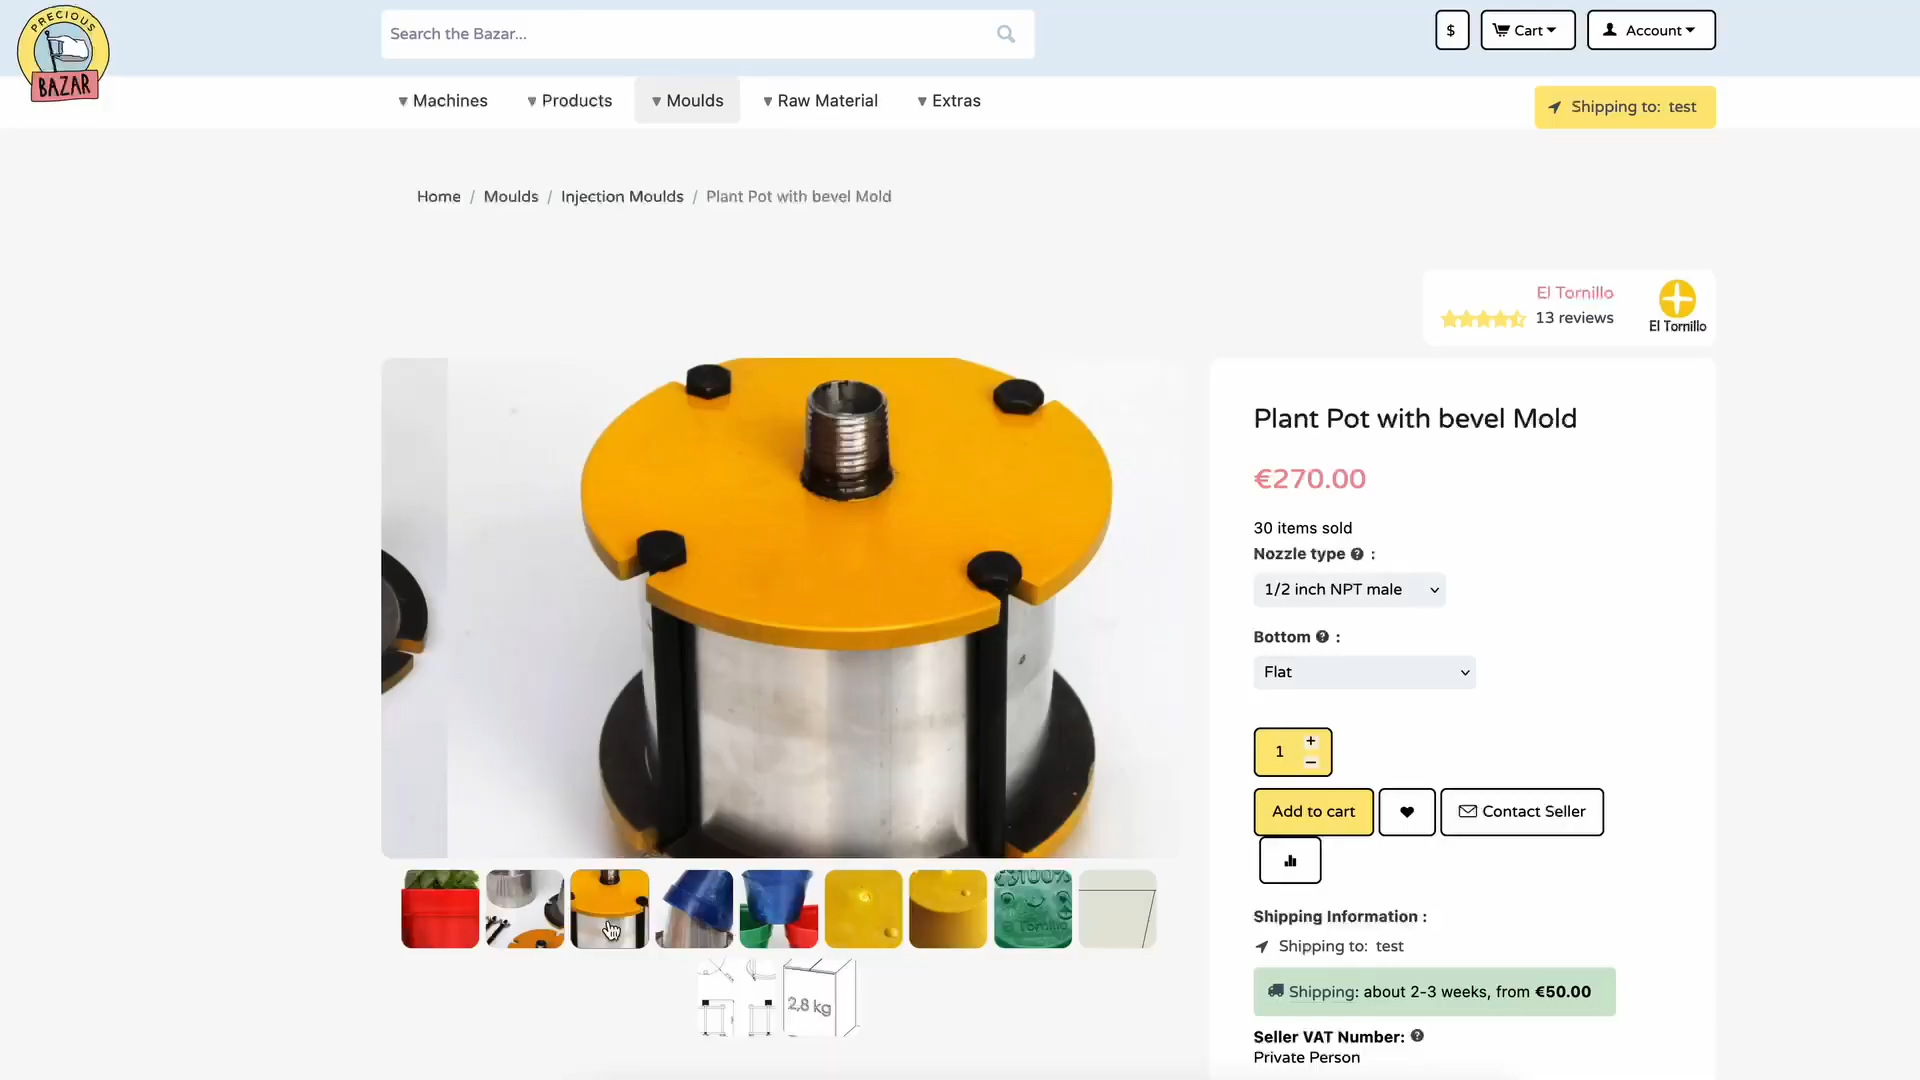 PRECIOUS
BAZAR
Search the Bazar...
$
Cart
Account
Machines
Products
Moulds
Raw Material
Extras
Shipping to: test
Home / Moulds / Injection Moulds / Plant Pot with bevel Mold
El Tornillo
13 reviews
El Tornillo
Plant Pot with bevel Mold
€270.00
30 items sold
Nozzle type ? :
1/2 inch NPT male
Bottom ? :
Flat
1 + −
Add to cart
Contact Seller
Shipping Information :
Shipping to: test
Shipping: about 2-3 weeks, from €50.00
Seller VAT Number: ?
Private Person
100%
El Tornillo
2,8 kg